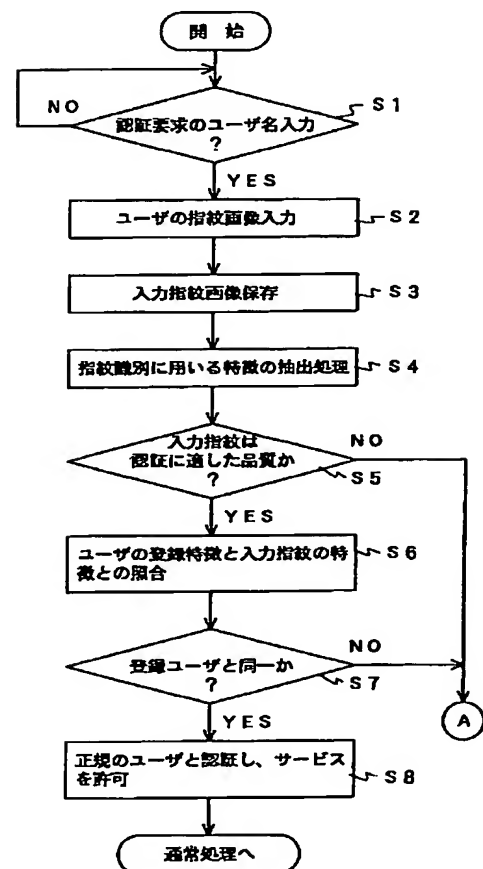 開 始
NO
認証要求のユーザ名入力
?
S1
YES
ユーザの指紋画像入力
S2
入力指紋画像保存
S3
指紋識別に用いる特徴の抽出処理
S4
入力指紋は
認証に適した品質か
?
NO
S5
YES
ユーザの登録特徴と入力指紋の特
徴との照合
S6
登録ユーザと同一か
?
NO
S7
A
YES
正規のユーザと認証し、サービス
を許可
S8
通常処理へ